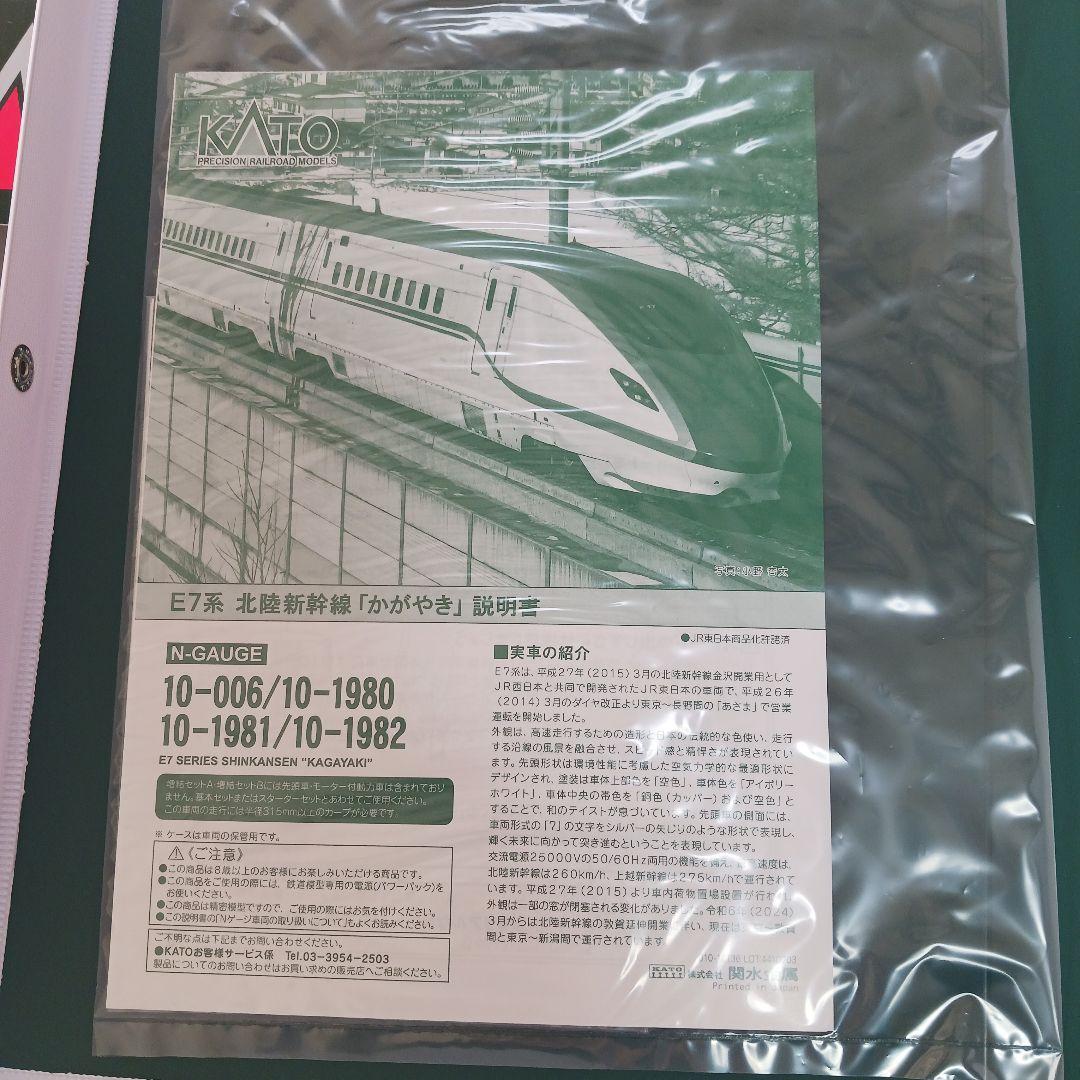 KATO
PRECISION RAILROAD MODELS
写真:小野 杳太
E7系 北陸新幹線「かがやき」説明書
●JR東日本商品化許諾済
N-GAUGE
10-006/10-1980
10-1981/10-1982
E7 SERIES SHINKANSEN "KAGAYAKI"
増結セットA・増結セットBには先頭車・モーター付動力車は含まれてお
りません。基本セットまたはスターターセットとあわせてご使用ください。
この車両の走行には半径315mm以上のカーブが必要です。
※ ケースは車両の保管用です。
⚠《ご注意》
●この商品は8歳以上のお客様にお楽しみいただける商品です。
●この商品をご使用の際には、鉄道模型専用の電源(パワーパック)を
お使いください。
●この商品は精密模型ですので、ご使用の際にはお気を付けください。
●この説明書の「Nゲージ車両の取り扱いについて」もよくお読みください。
ご不明な点は下記までお問い合わせください。
●KATOお客様サービス係 Tel.03-3954-2503
製品についてのお問い合わせはお買い求めの販売店へご相談ください。
■実車の紹介
E7系は、平成27年(2015)3月の北陸新幹線金沢開業用として
JR西日本と共同で開発されたJR東日本の車両で、平成26年
(2014)3月のダイヤ改正より東京〜長野間の「あさま」で営業
運転を開始しました。
外観は、高速走行するための造形と日本の伝統的な色使い、走行
する沿線の風景を融合させ、スピード感と精悍さが表現されてい
ます。先頭形状は環境性能に考慮した空気力学的な最適形状に
デザインされ、塗装は車体上部色を「空色」、車体色を「アイボリー
ホワイト」、車体中央の帯色を「銅色(カッパー)および空色」と
することで、和のテイストが息づいています。先頭車の側面には、
車両形式の「7」の文字をシルバーの矢じりのような形状で表現し、
輝く未来に向かって突き進むということを表現しています。
交流電源25000Vの50/60Hz両用の機能を備え、最高速度は、
北陸新幹線は260km/h、上越新幹線は275km/hで運行されて
います。平成27年(2015)より車内荷物置場設置が行われ、
外観は一部の窓が閉塞される変化がありました。令和6年(2024)
3月からは北陸新幹線の敦賀延伸開業に伴い、現在は東京〜敦賀
間と東京〜新潟間で運行されています。
KATO 株式会社 関水金属
Printed in Japan